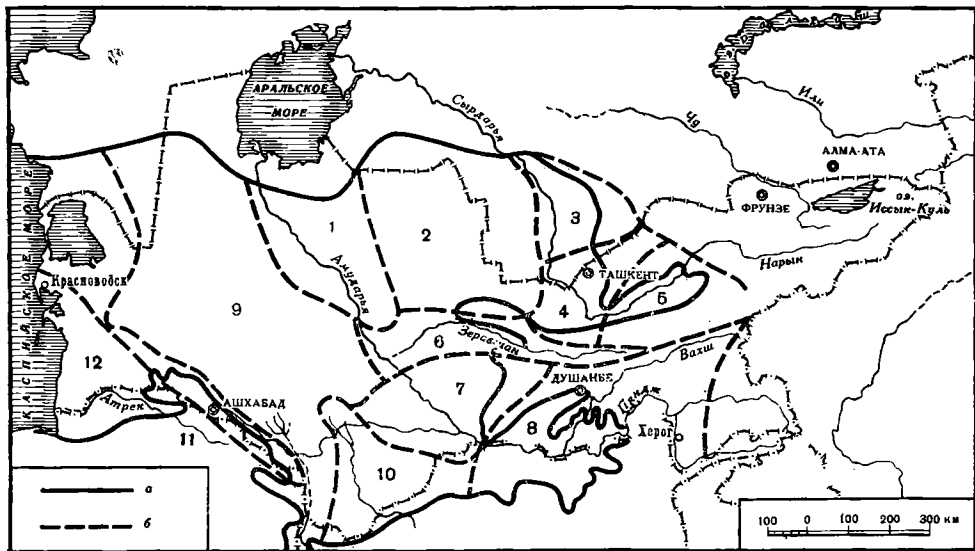 АРАЛЬСКОЕ
МОРЕ
Сырдарья
Чу
Или
АЛМА-АТА
ФРУНЗЕ
оз.
Иссык-Куль
КАСПИЙСКОЕ МОРЕ
1
2
3
Нарын
ТАШКЕНТ
Амударья
Красноводск
4
5
9
6
Вахш
12
7
ДУШАНБЕ
Пяндж
Атрек
АШХАБАД
8
Хорог
11
10
а
б
100 0 100 200 300 км